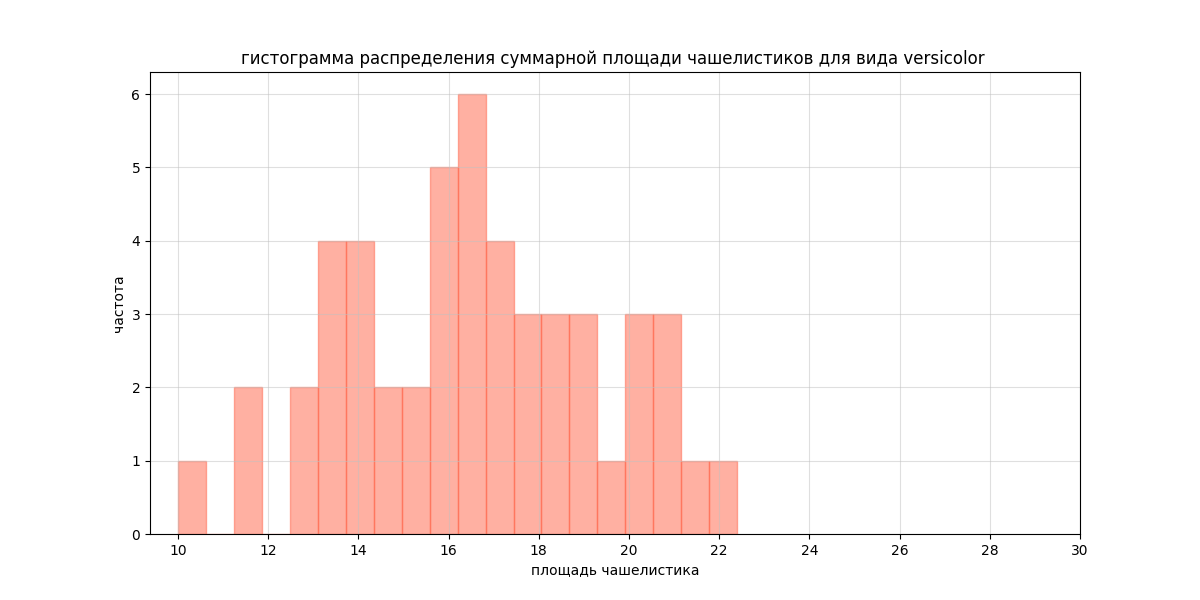 гистограмма распределения суммарной площади чашелистиков для вида versicolor
6
5
4
3
2
1
0
частота
10 12 14 16 18 20 22 24 26 28 30
площадь чашелистика